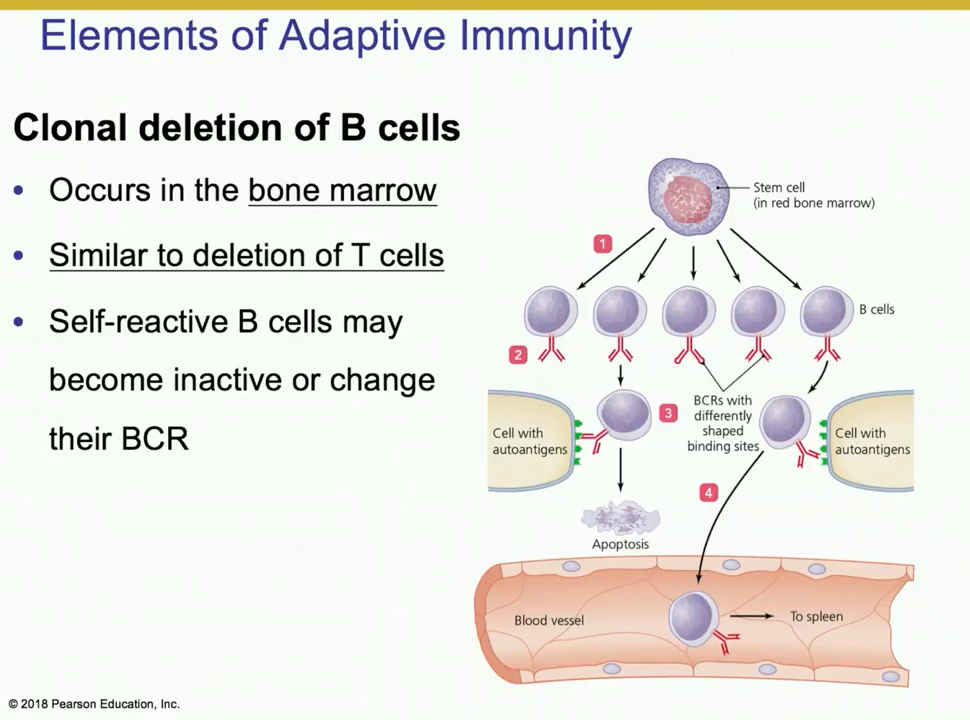 Elements of Adaptive Immunity
Clonal deletion of B cells
• Occurs in the bone marrow
• Similar to deletion of T cells
• Self-reactive B cells may
become inactive or change
their BCR
Stem cell
(in red bone marrow)
1
B cells
2
3
BCRs with
differently
shaped
binding sites
Cell with
autoantigens
Cell with
autoantigens
4
Apoptosis
Blood vessel
To spleen
© 2018 Pearson Education, Inc.